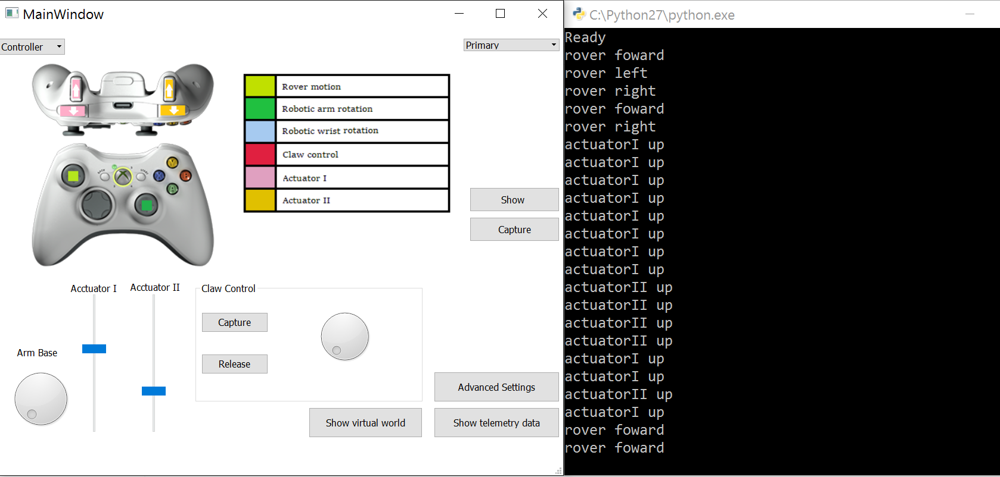 MainWindow
Controller
Primary
BACK
START
Y
X
B
A
Rover motion
Robotic arm rotation
Robotic wrist rotation
Claw control
Actuator I
Actuator II
Show
Capture
Acctuator I
Acctuator II
Arm Base
Claw Control
Capture
Release
Advanced Settings
Show virtual world
Show telemetry data
C:\Python27\python.exe
Ready
rover foward
rover left
rover right
rover foward
rover right
actuatorI up
actuatorI up
actuatorI up
actuatorI up
actuatorI up
actuatorI up
actuatorI up
actuatorI up
actuatorII up
actuatorII up
actuatorII up
actuatorII up
actuatorI up
actuatorI up
actuatorII up
actuatorI up
rover foward
rover foward